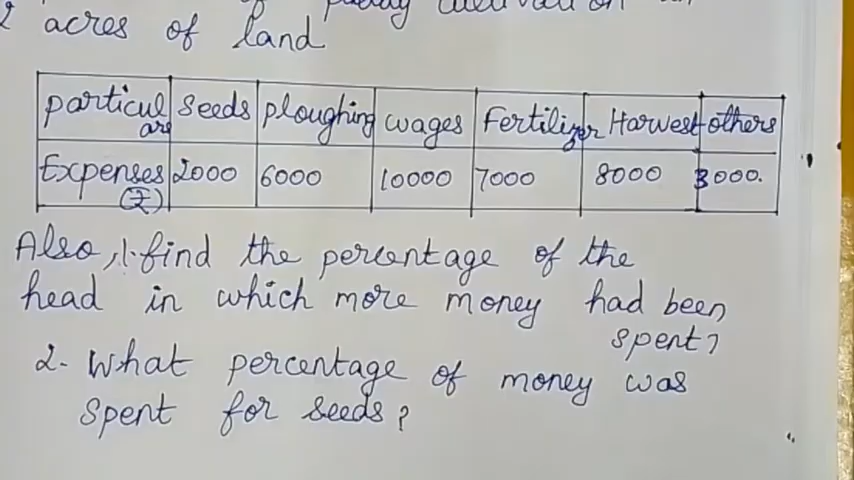 2 acres of land
particulars seeds ploughing wages Fertilizer Harvest others
Expenses (₹) 2000 6000 10000 7000 8000 3000.
Also, 1. find the percentage of the
head in which more money had been
spent?
2. What percentage of money was
spent for seeds?